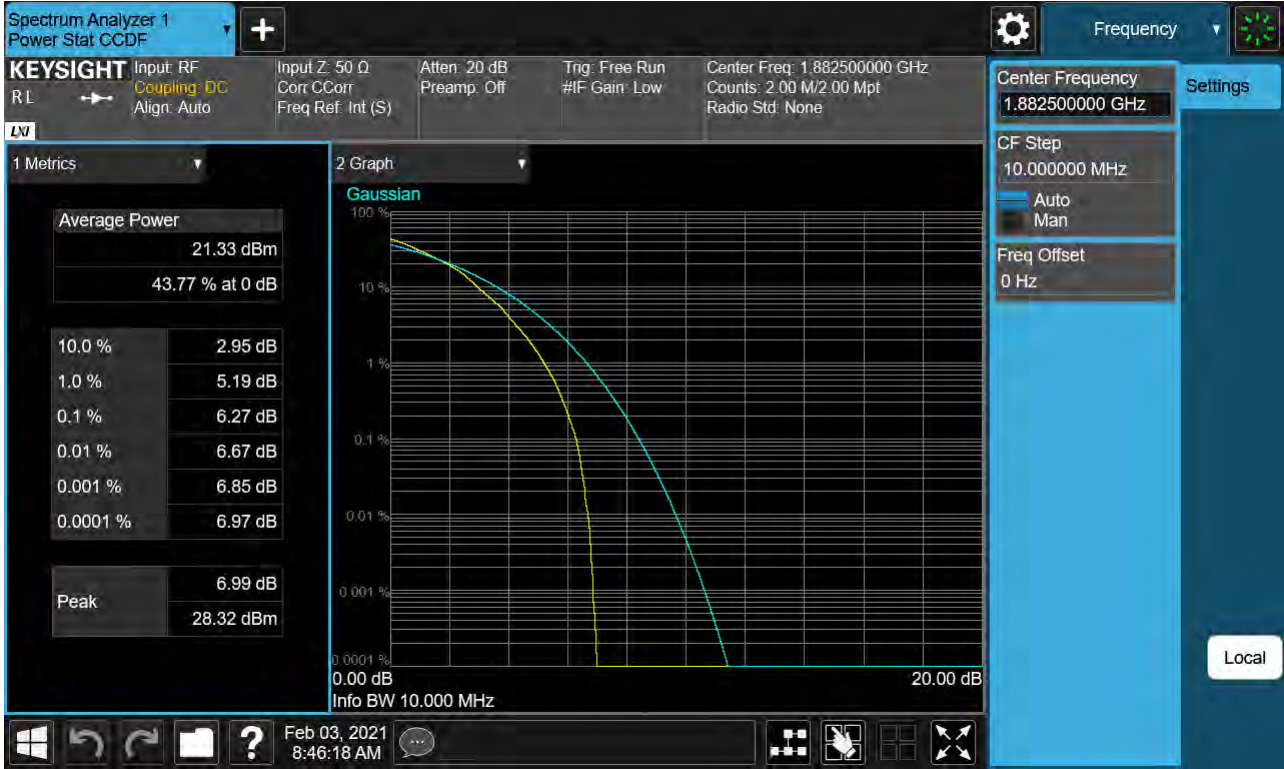 Spectrum Analyzer 1
Power Stat CCDF
Frequency
KEYSIGHT
R L
LXI
Input: RF
Coupling: DC
Align: Auto
Input Z: 50 Ω
Corr CCorr
Freq Ref: Int (S)
Atten: 20 dB
Preamp: Off
Trig: Free Run
#IF Gain: Low
Center Freq: 1.882500000 GHz
Counts: 2.00 M/2.00 Mpt
Radio Std: None
Center Frequency
1.882500000 GHz
Settings
CF Step
10.000000 MHz
Auto
Man
Freq Offset
0 Hz
1 Metrics
Average Power
21.33 dBm
43.77 % at 0 dB
10.0 % 2.95 dB
1.0 % 5.19 dB
0.1 % 6.27 dB
0.01 % 6.67 dB
0.001 % 6.85 dB
0.0001 % 6.97 dB
Peak
6.99 dB
28.32 dBm
2 Graph
Gaussian
100 %
10 %
1 %
0.1 %
0.01 %
0.001 %
0.0001 %
0.00 dB 20.00 dB
Info BW 10.000 MHz
Local
?
Feb 03, 2021
8:46:18 AM